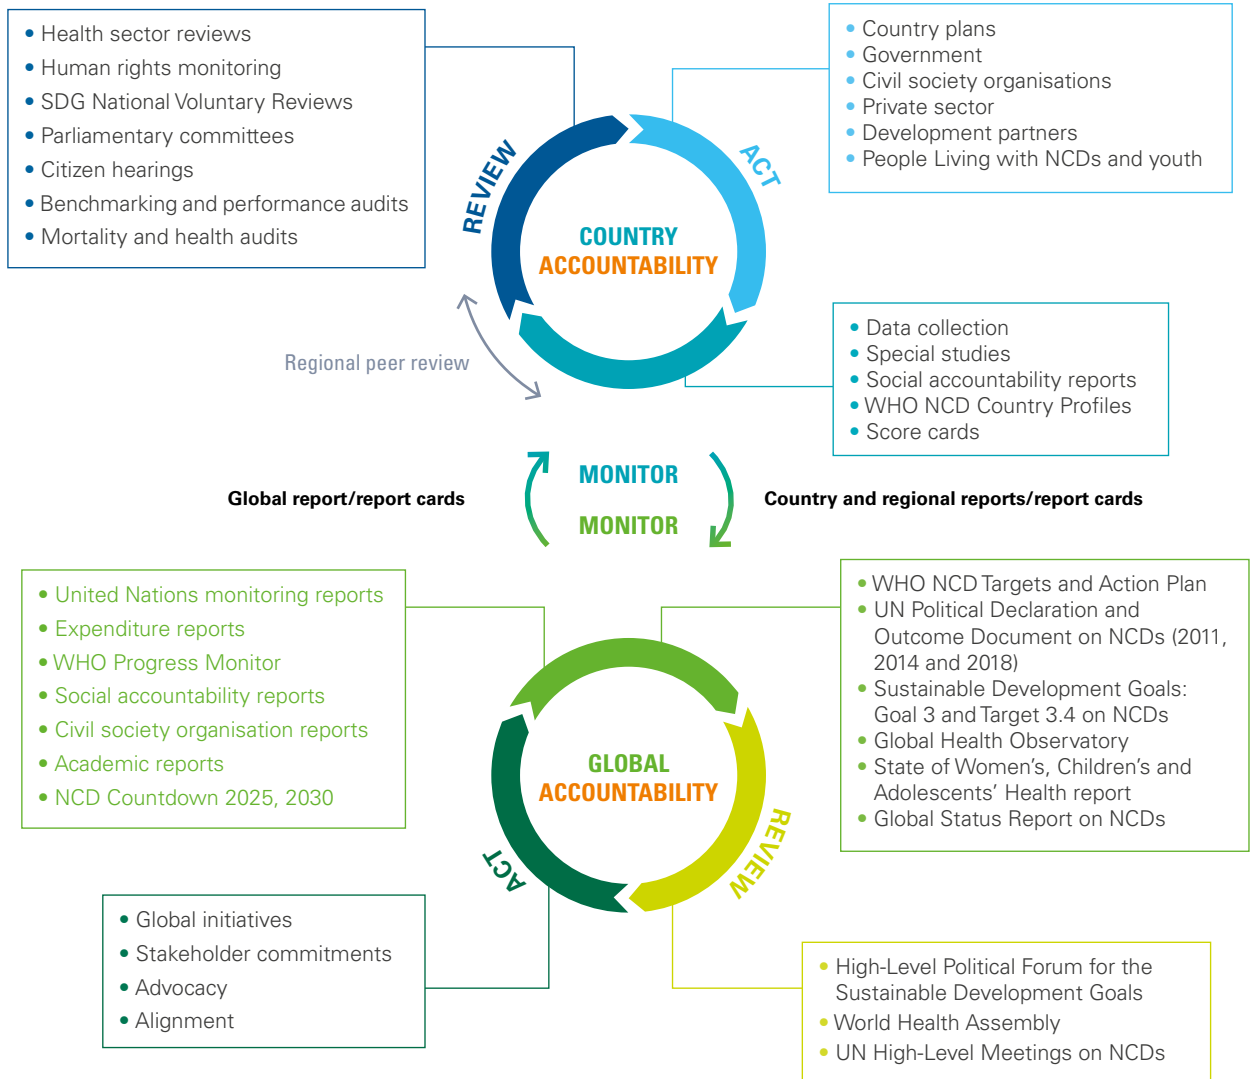 • Health sector reviews
• Human rights monitoring
• SDG National Voluntary Reviews
• Parliamentary committees
• Citizen hearings
• Benchmarking and performance audits
• Mortality and health audits
• Country plans
• Government
• Civil society organisations
• Private sector
• Development partners
• People Living with NCDs and youth
REVIEW
ACT
COUNTRY
ACCOUNTABILITY
Regional peer review
• Data collection
• Special studies
• Social accountability reports
• WHO NCD Country Profiles
• Score cards
MONITOR
Global report/report cards
Country and regional reports/report cards
MONITOR
• United Nations monitoring reports
• Expenditure reports
• WHO Progress Monitor
• Social accountability reports
• Civil society organisation reports
• Academic reports
• NCD Countdown 2025, 2030
• WHO NCD Targets and Action Plan
• UN Political Declaration and
Outcome Document on NCDs (2011,
2014 and 2018)
• Sustainable Development Goals:
Goal 3 and Target 3.4 on NCDs
• Global Health Observatory
• State of Women's, Children's and
Adolescents' Health report
• Global Status Report on NCDs
GLOBAL
ACCOUNTABILITY
ACT
REVIEW
• Global initiatives
• Stakeholder commitments
• Advocacy
• Alignment
• High-Level Political Forum for the
Sustainable Development Goals
• World Health Assembly
• UN High-Level Meetings on NCDs